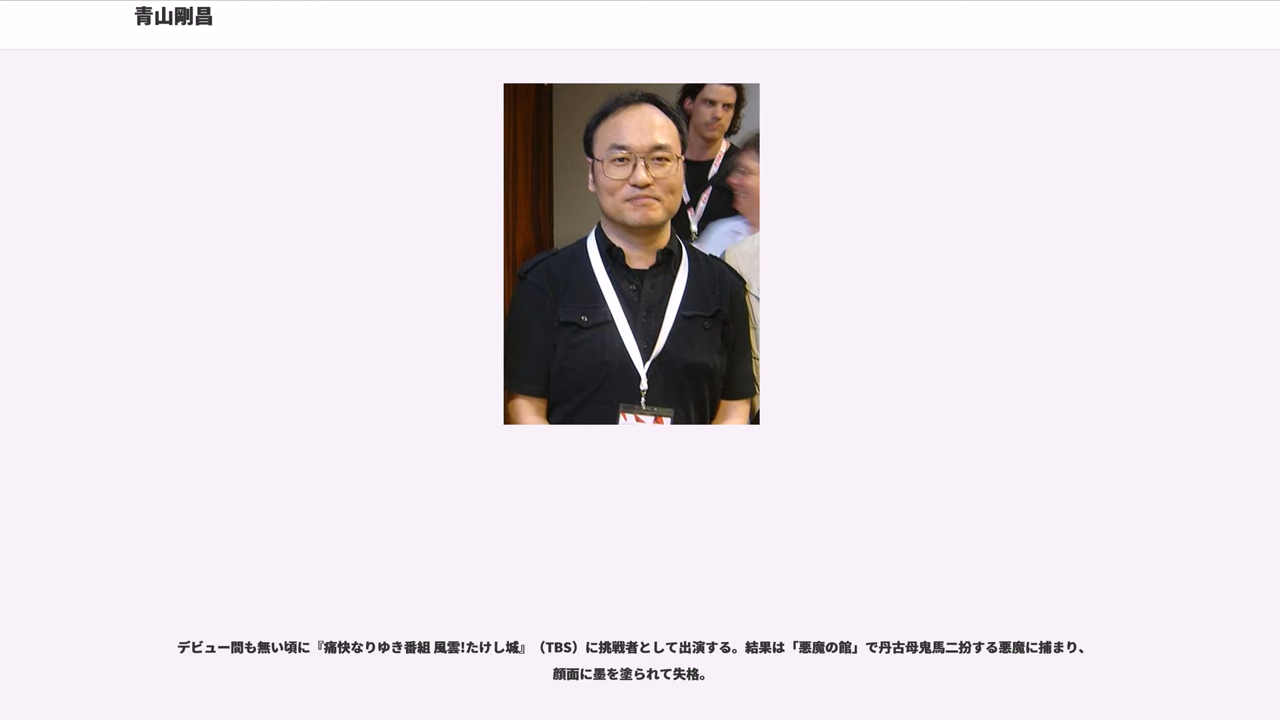 青山剛昌
デビュー間も無い頃に『痛快なりゆき番組 風雲!たけし城』（TBS）に挑戦者として出演する。結果は「悪魔の館」で丹古母鬼馬二扮する悪魔に捕まり、
顔面に墨を塗られて失格。